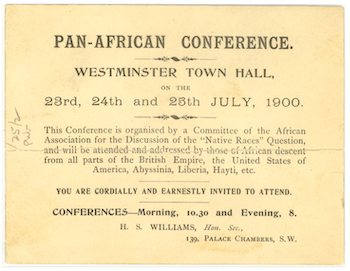 PAN-AFRICAN CONFERENCE.
WESTMINSTER TOWN HALL,
ON THE
23rd, 24th and 25th JULY, 1900.
This Conference is organised by a Committee of the African
Association for the Discussion of the "Native Races" Question,
and will be attended and addressed by those of African descent
from all parts of the British Empire, the United States of
America, Abyssinia, Liberia, Hayti, etc.
YOU ARE CORDIALLY AND EARNESTLY INVITED TO ATTEND.
CONFERENCES—Morning, 10.30 and Evening, 8.
H. S. WILLIAMS, Hon. Sec.,
139, PALACE CHAMBERS, S.W.